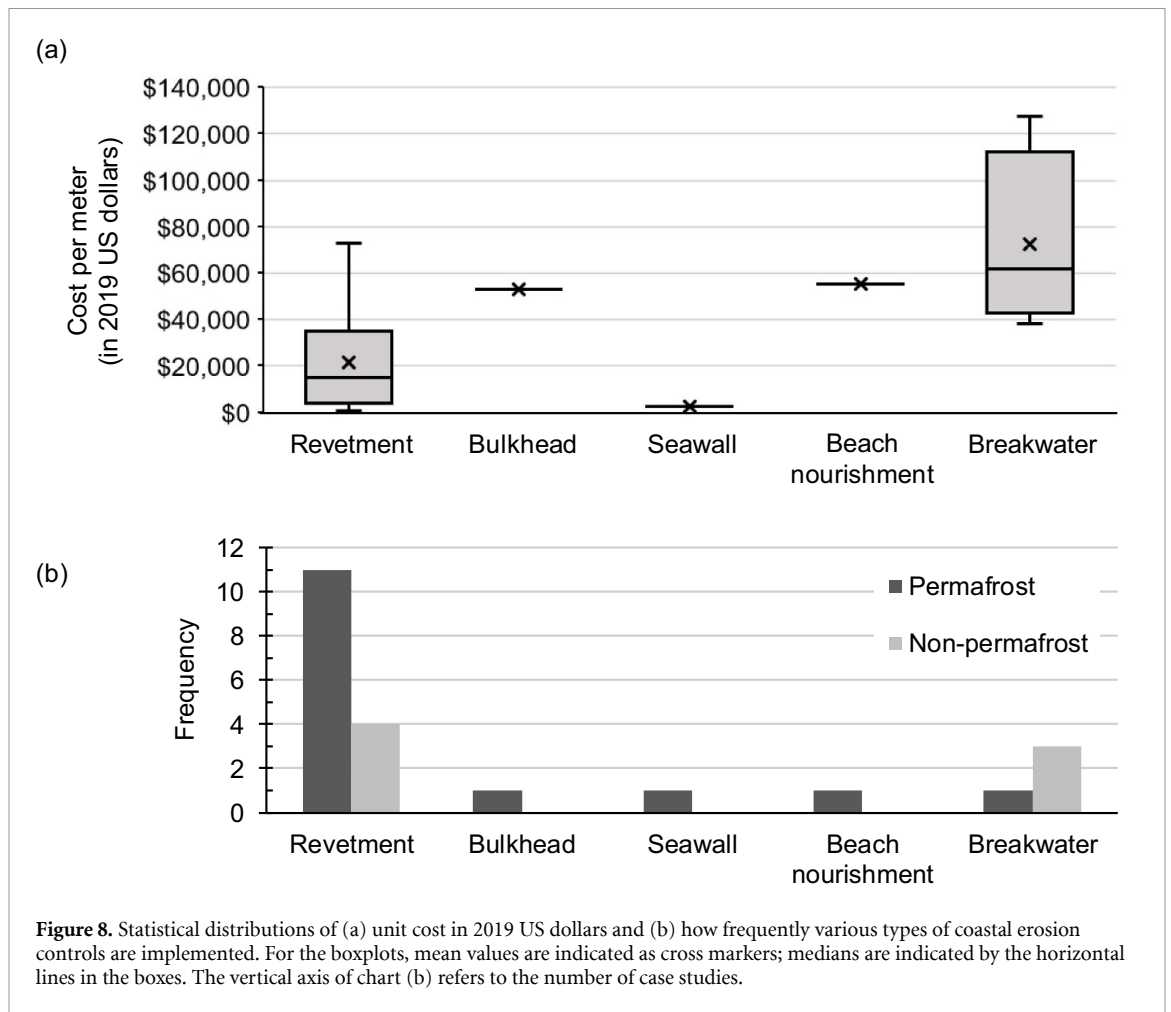 (a)
Cost per meter
(in 2019 US dollars)
$140,000
$120,000
$100,000
$80,000
$60,000
$40,000
$20,000
$0
Revetment
Bulkhead
Seawall
Beach
nourishment
Breakwater
(b)
Frequency
12
10
8
6
4
2
0
Permafrost
Non-permafrost
Revetment
Bulkhead
Seawall
Beach
nourishment
Breakwater
Figure 8. Statistical distributions of (a) unit cost in 2019 US dollars and (b) how frequently various types of coastal erosion
controls are implemented. For the boxplots, mean values are indicated as cross markers; medians are indicated by the horizontal
lines in the boxes. The vertical axis of chart (b) refers to the number of case studies.